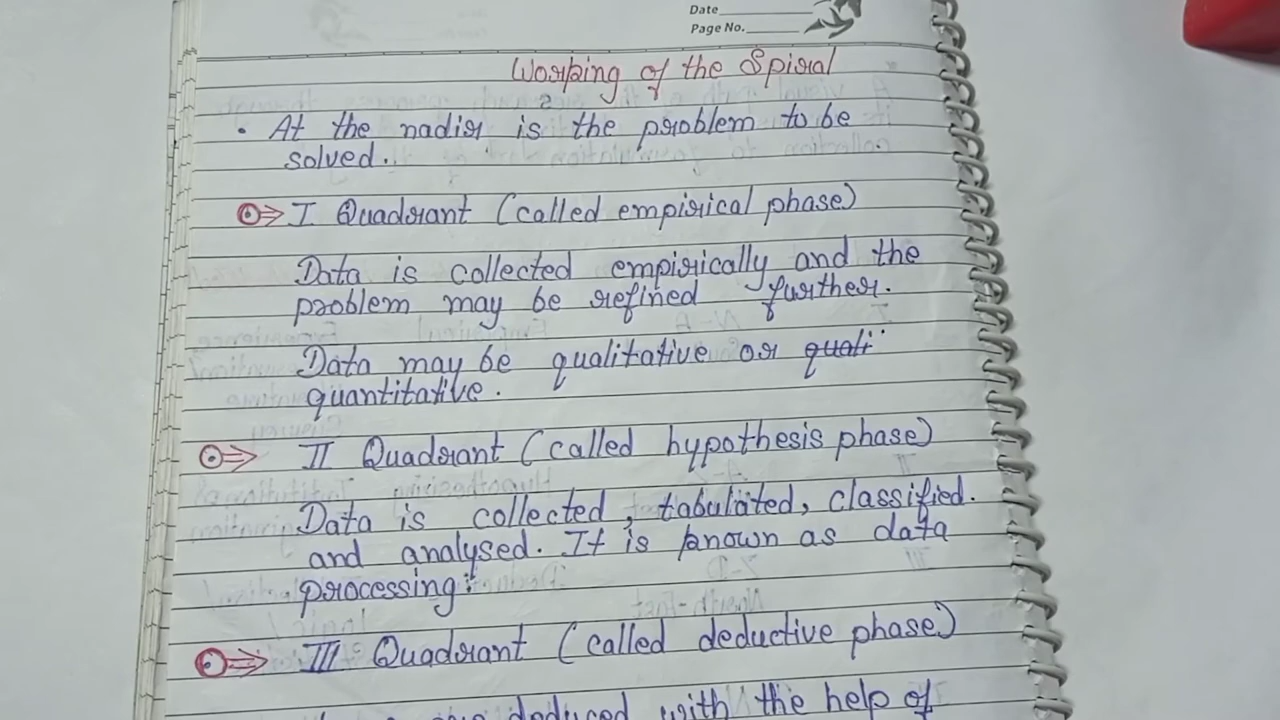 Date
Page No.
Working of the Spiral
• At the nadir is the problem to be
solved.
I Quadrant (called empirical phase)
Data is collected empirically and the
problem may be refined further.
Data may be qualitative or quali
quantitative.
II Quadrant (called hypothesis phase)
Data is collected, tabulated, classified.
and analysed. It is known as data
processing.
III Quadrant (called deductive phase)
deduced with the help of